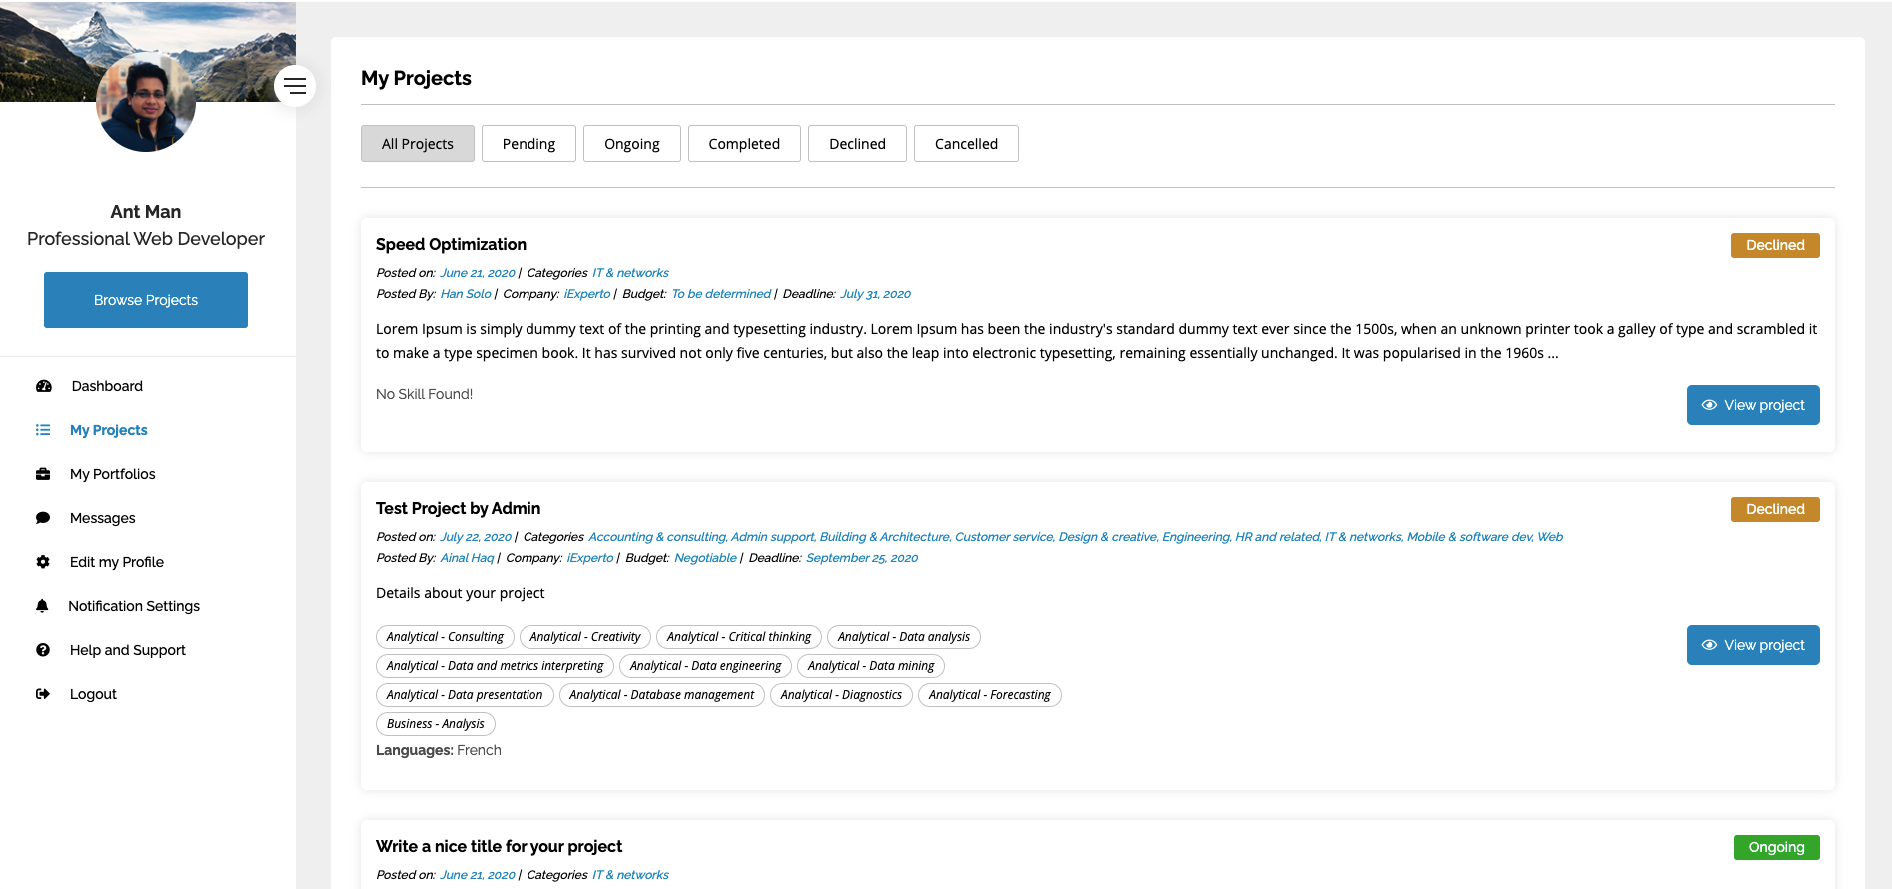 Ant Man
Professional Web Developer
Browse Projects
Dashboard
My Projects
My Portfolios
Messages
Edit my Profile
Notification Settings
Help and Support
Logout
My Projects
All Projects Pending Ongoing Completed Declined Cancelled
Speed Optimization Declined
Posted on: June 21, 2020 | Categories IT & networks
Posted By: Han Solo | Company: iExperto | Budget: To be determined | Deadline: July 31, 2020
Lorem Ipsum is simply dummy text of the printing and typesetting industry. Lorem Ipsum has been the industry's standard dummy text ever since the 1500s, when an unknown printer took a galley of type and scrambled it
to make a type specimen book. It has survived not only five centuries, but also the leap into electronic typesetting, remaining essentially unchanged. It was popularised in the 1960s ...
No Skill Found!
View project
Test Project by Admin Declined
Posted on: July 22, 2020 | Categories Accounting & consulting, Admin support, Building & Architecture, Customer service, Design & creative, Engineering, HR and related, IT & networks, Mobile & software dev, Web
Posted By: Ainal Haq | Company: iExperto | Budget: Negotiable | Deadline: September 25, 2020
Details about your project
Analytical - Consulting Analytical - Creativity Analytical - Critical thinking Analytical - Data analysis
View project
Analytical - Data and metrics interpreting Analytical - Data engineering Analytical - Data mining
Analytical - Data presentation Analytical - Database management Analytical - Diagnostics Analytical - Forecasting
Business - Analysis
Languages: French
Write a nice title for your project Ongoing
Posted on: June 21, 2020 | Categories IT & networks